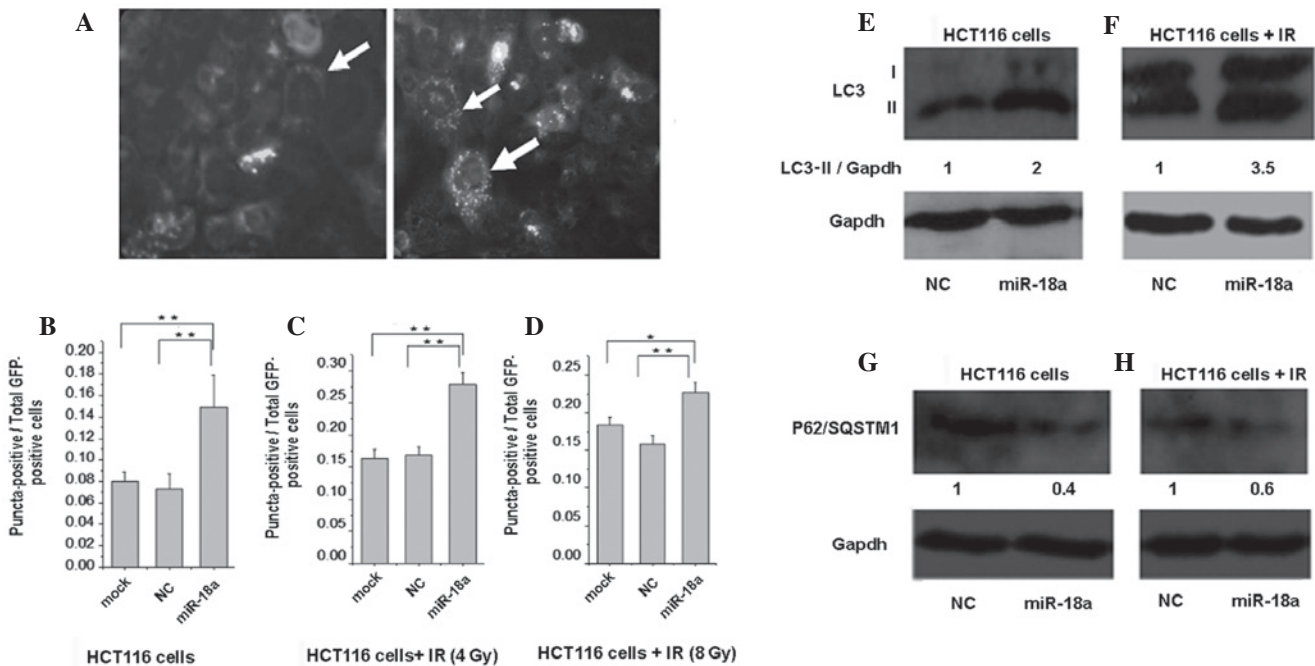 A
B
* *
* *
Puncta-positive / Total GFP-
positive cells
0.20
0.18
0.16
0.14
0.12
0.10
0.08
0.06
0.04
0.02
0.00
mock
NC
miR-18a
HCT116 cells
C
* *
* *
Puncta-positive / Total GFP-
positive cells
0.30
0.25
0.20
0.15
0.10
0.05
0.00
mock
NC
miR-18a
HCT116 cells+ IR (4 Gy)
D
*
* *
Puncta-positive / Total GFP-
positive cells
0.25
0.20
0.15
0.10
0.05
0.00
mock
NC
miR-18a
HCT116 cells + IR (8 Gy)
E
HCT116 cells
F
HCT116 cells + IR
LC3
I
II
LC3-II / Gapdh
1
2
1
3.5
Gapdh
NC
miR-18a
NC
miR-18a
G
HCT116 cells
H
HCT116 cells + IR
P62/SQSTM1
1
0.4
1
0.6
Gapdh
NC
miR-18a
NC
miR-18a